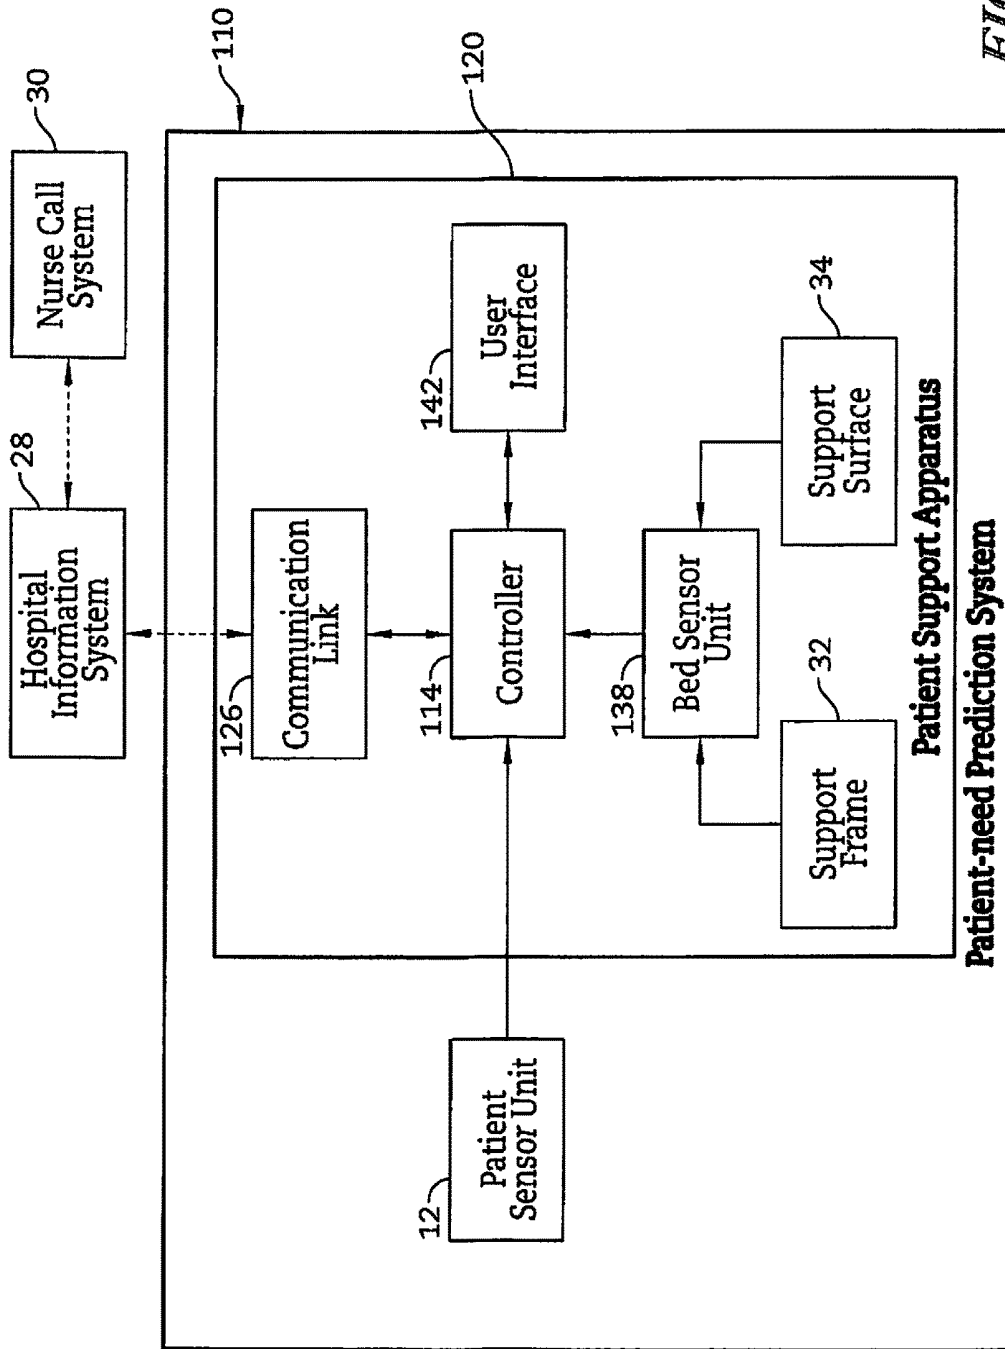 110
30
Nurse Call
System
28
Hospital
Information
System
120
142
User
Interface
126
Communication
Link
114
Controller
34
Support
Surface
138
Bed Sensor
Unit
32
Support
Frame
12
Patient
Sensor Unit
Patient Support Apparatus
Patient-need Prediction System